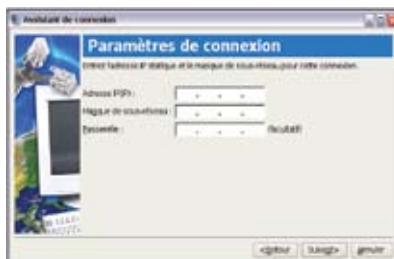 Assistant de connexion
Paramètres de connexion
Entrez l'adresse IP statique et le masque de sous-réseau pour cette connexion.
Adresse IP(P) :
Masque de sous-réseau :
Passerelle :
(facultatif)
<Retour Suivant> Annuler